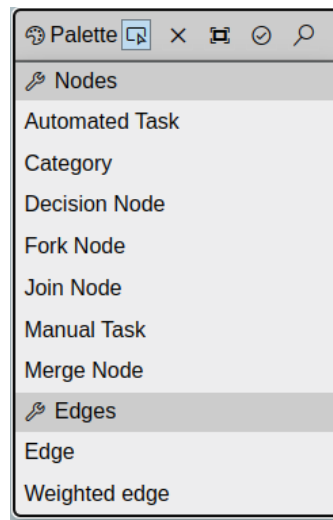 Palette
Nodes
Automated Task
Category
Decision Node
Fork Node
Join Node
Manual Task
Merge Node
Edges
Edge
Weighted edge